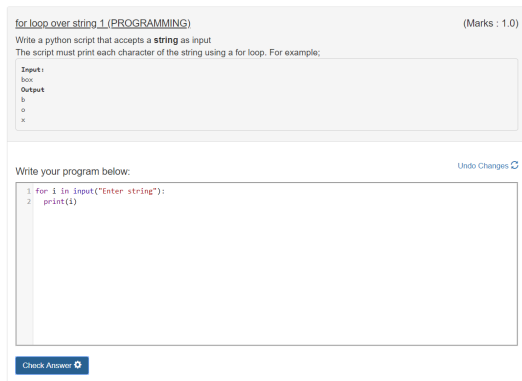 for loop over string 1 (PROGRAMMING)
(Marks : 1.0)
Write a python script that accepts a string as input
The script must print each character of the string using a for loop. For example;
Input:
box
Output
b
o
x
Undo Changes
Write your program below:
1 for i in input("Enter string"):
2   print(i)
Check Answer